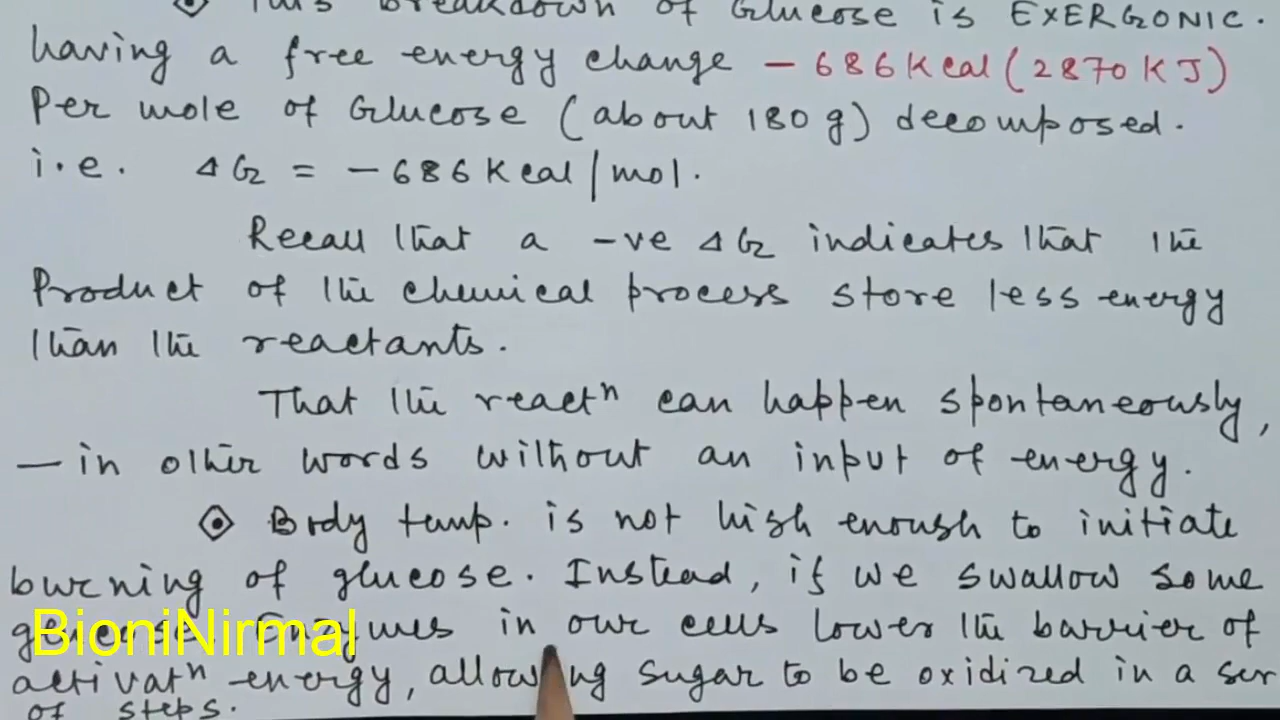 ◈ This breakdown of Glucose is EXERGONIC.
having a free energy change - 686 Kcal (2870 KJ)
Per mole of Glucose (about 180 g) decomposed.
i.e. ΔG = - 686 Kcal/mol.
Recall that a -ve ΔG indicates that the
Product of the chemical process store less energy
than the reactants.
That the reactⁿ can happen spontaneously,
— in other words without an input of energy.
◈ Body temp. is not high enough to initiate
burning of glucose. Instead, if we swallow some
glucose. Enzymes in our cells lower the barrier of
BioniNirmal
activatⁿ energy, allowing sugar to be oxidized in a ser
of steps.